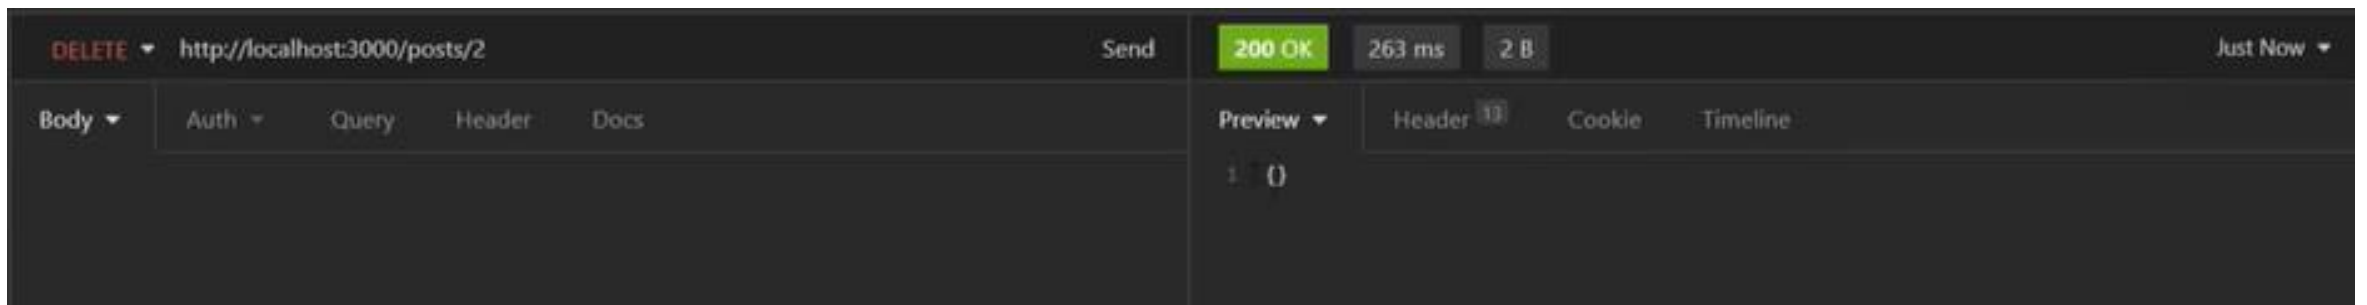 DELETE http://localhost:3000/posts/2 Send 200 OK 263 ms 2 B Just Now
Body Auth Query Header Docs Preview Header 13 Cookie Timeline
1 {}